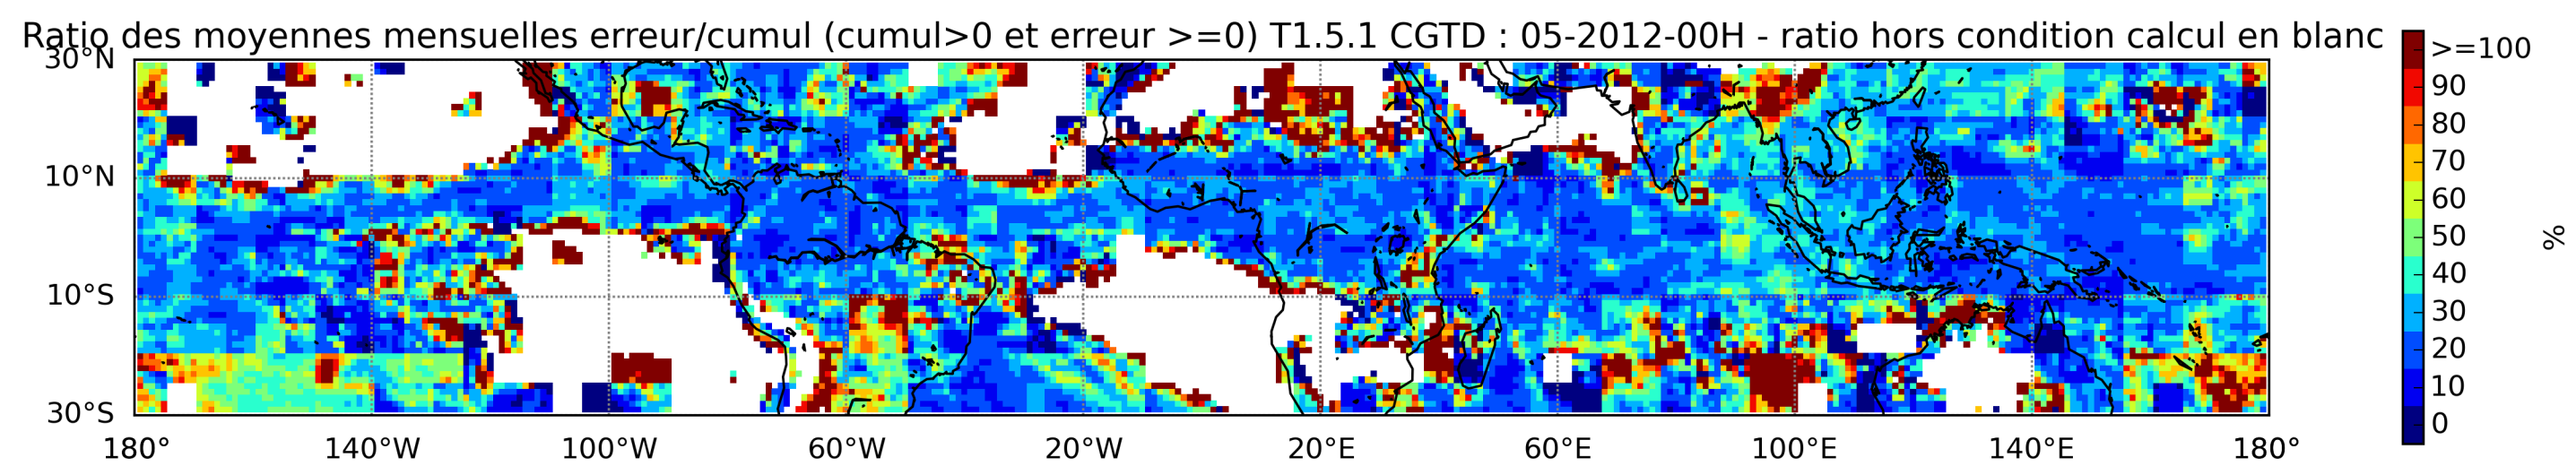 Ratio des moyennes mensuelles erreur/cumul (cumul>0 et erreur >=0) T1.5.1 CGTD : 05-2012-00H - ratio hors condition calcul en blanc
30°N
10°N
10°S
30°S
180°
140°W
100°W
60°W
20°W
20°E
60°E
100°E
140°E
180°
>=100
90
80
70
60
50
40
30
20
10
0
%